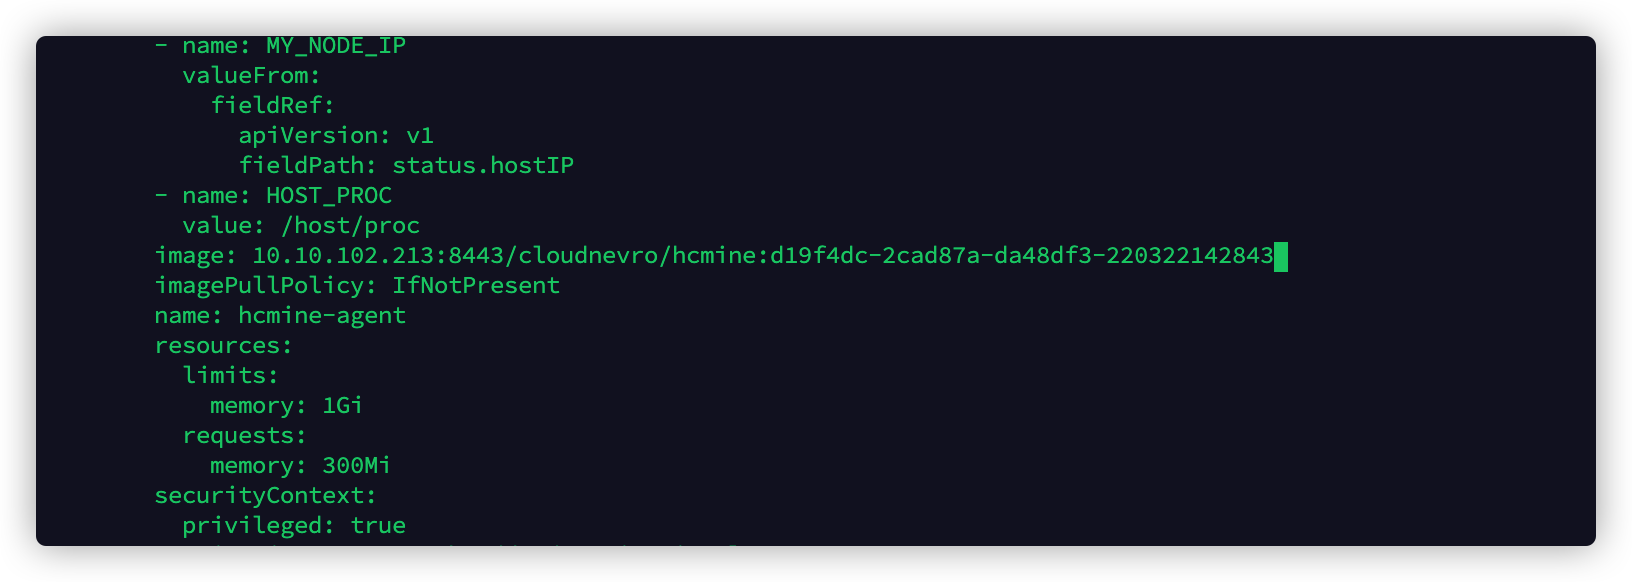 - name: MY_NODE_IP
valueFrom:
fieldRef:
apiVersion: v1
fieldPath: status.hostIP
- name: HOST_PROC
value: /host/proc
image: 10.10.102.213:8443/cloudnevro/hcmine:d19f4dc-2cad87a-da48df3-220322142843
imagePullPolicy: IfNotPresent
name: hcmine-agent
resources:
limits:
memory: 1Gi
requests:
memory: 300Mi
securityContext:
privileged: true